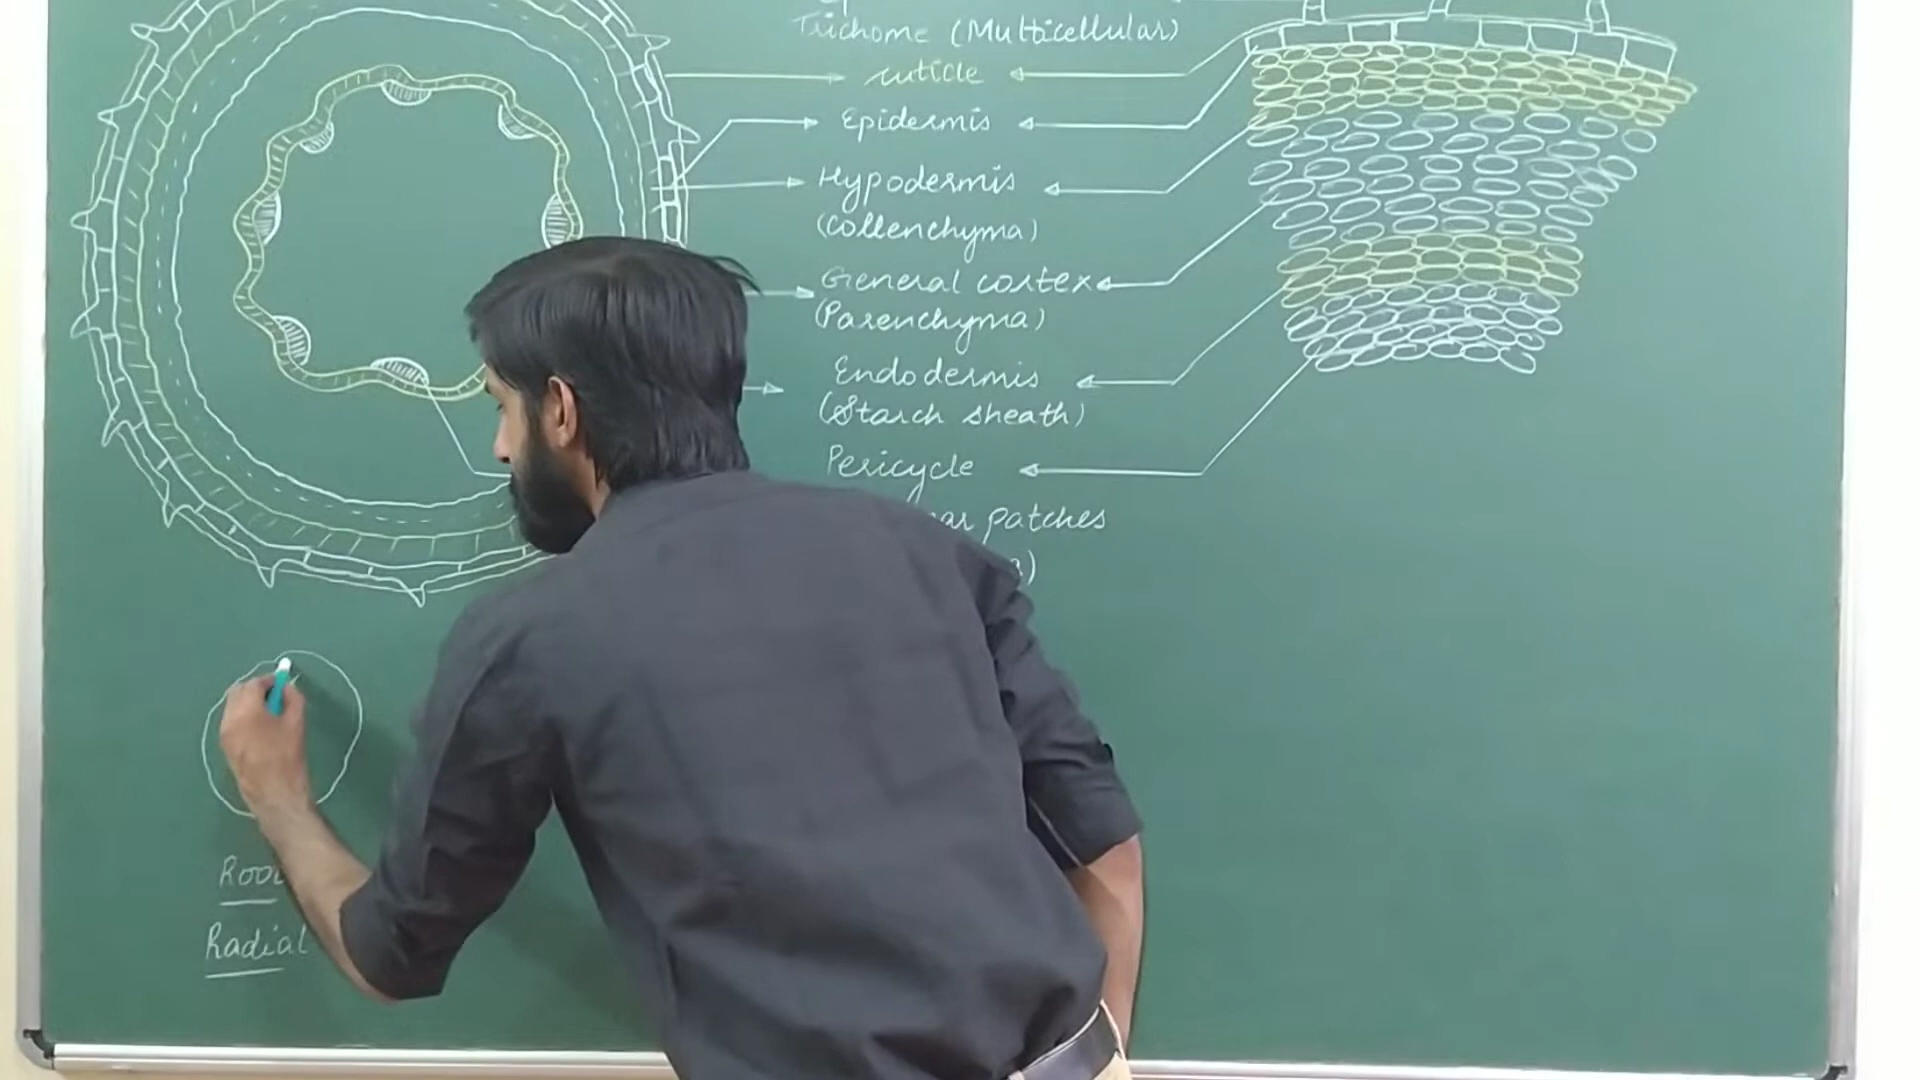 Trichome (Multicellular)
cuticle
Epidermis
Hypodermis
(collenchyma)
General cortex
(Parenchyma)
Endodermis
(Starch sheath)
Pericycle
patches
Radial